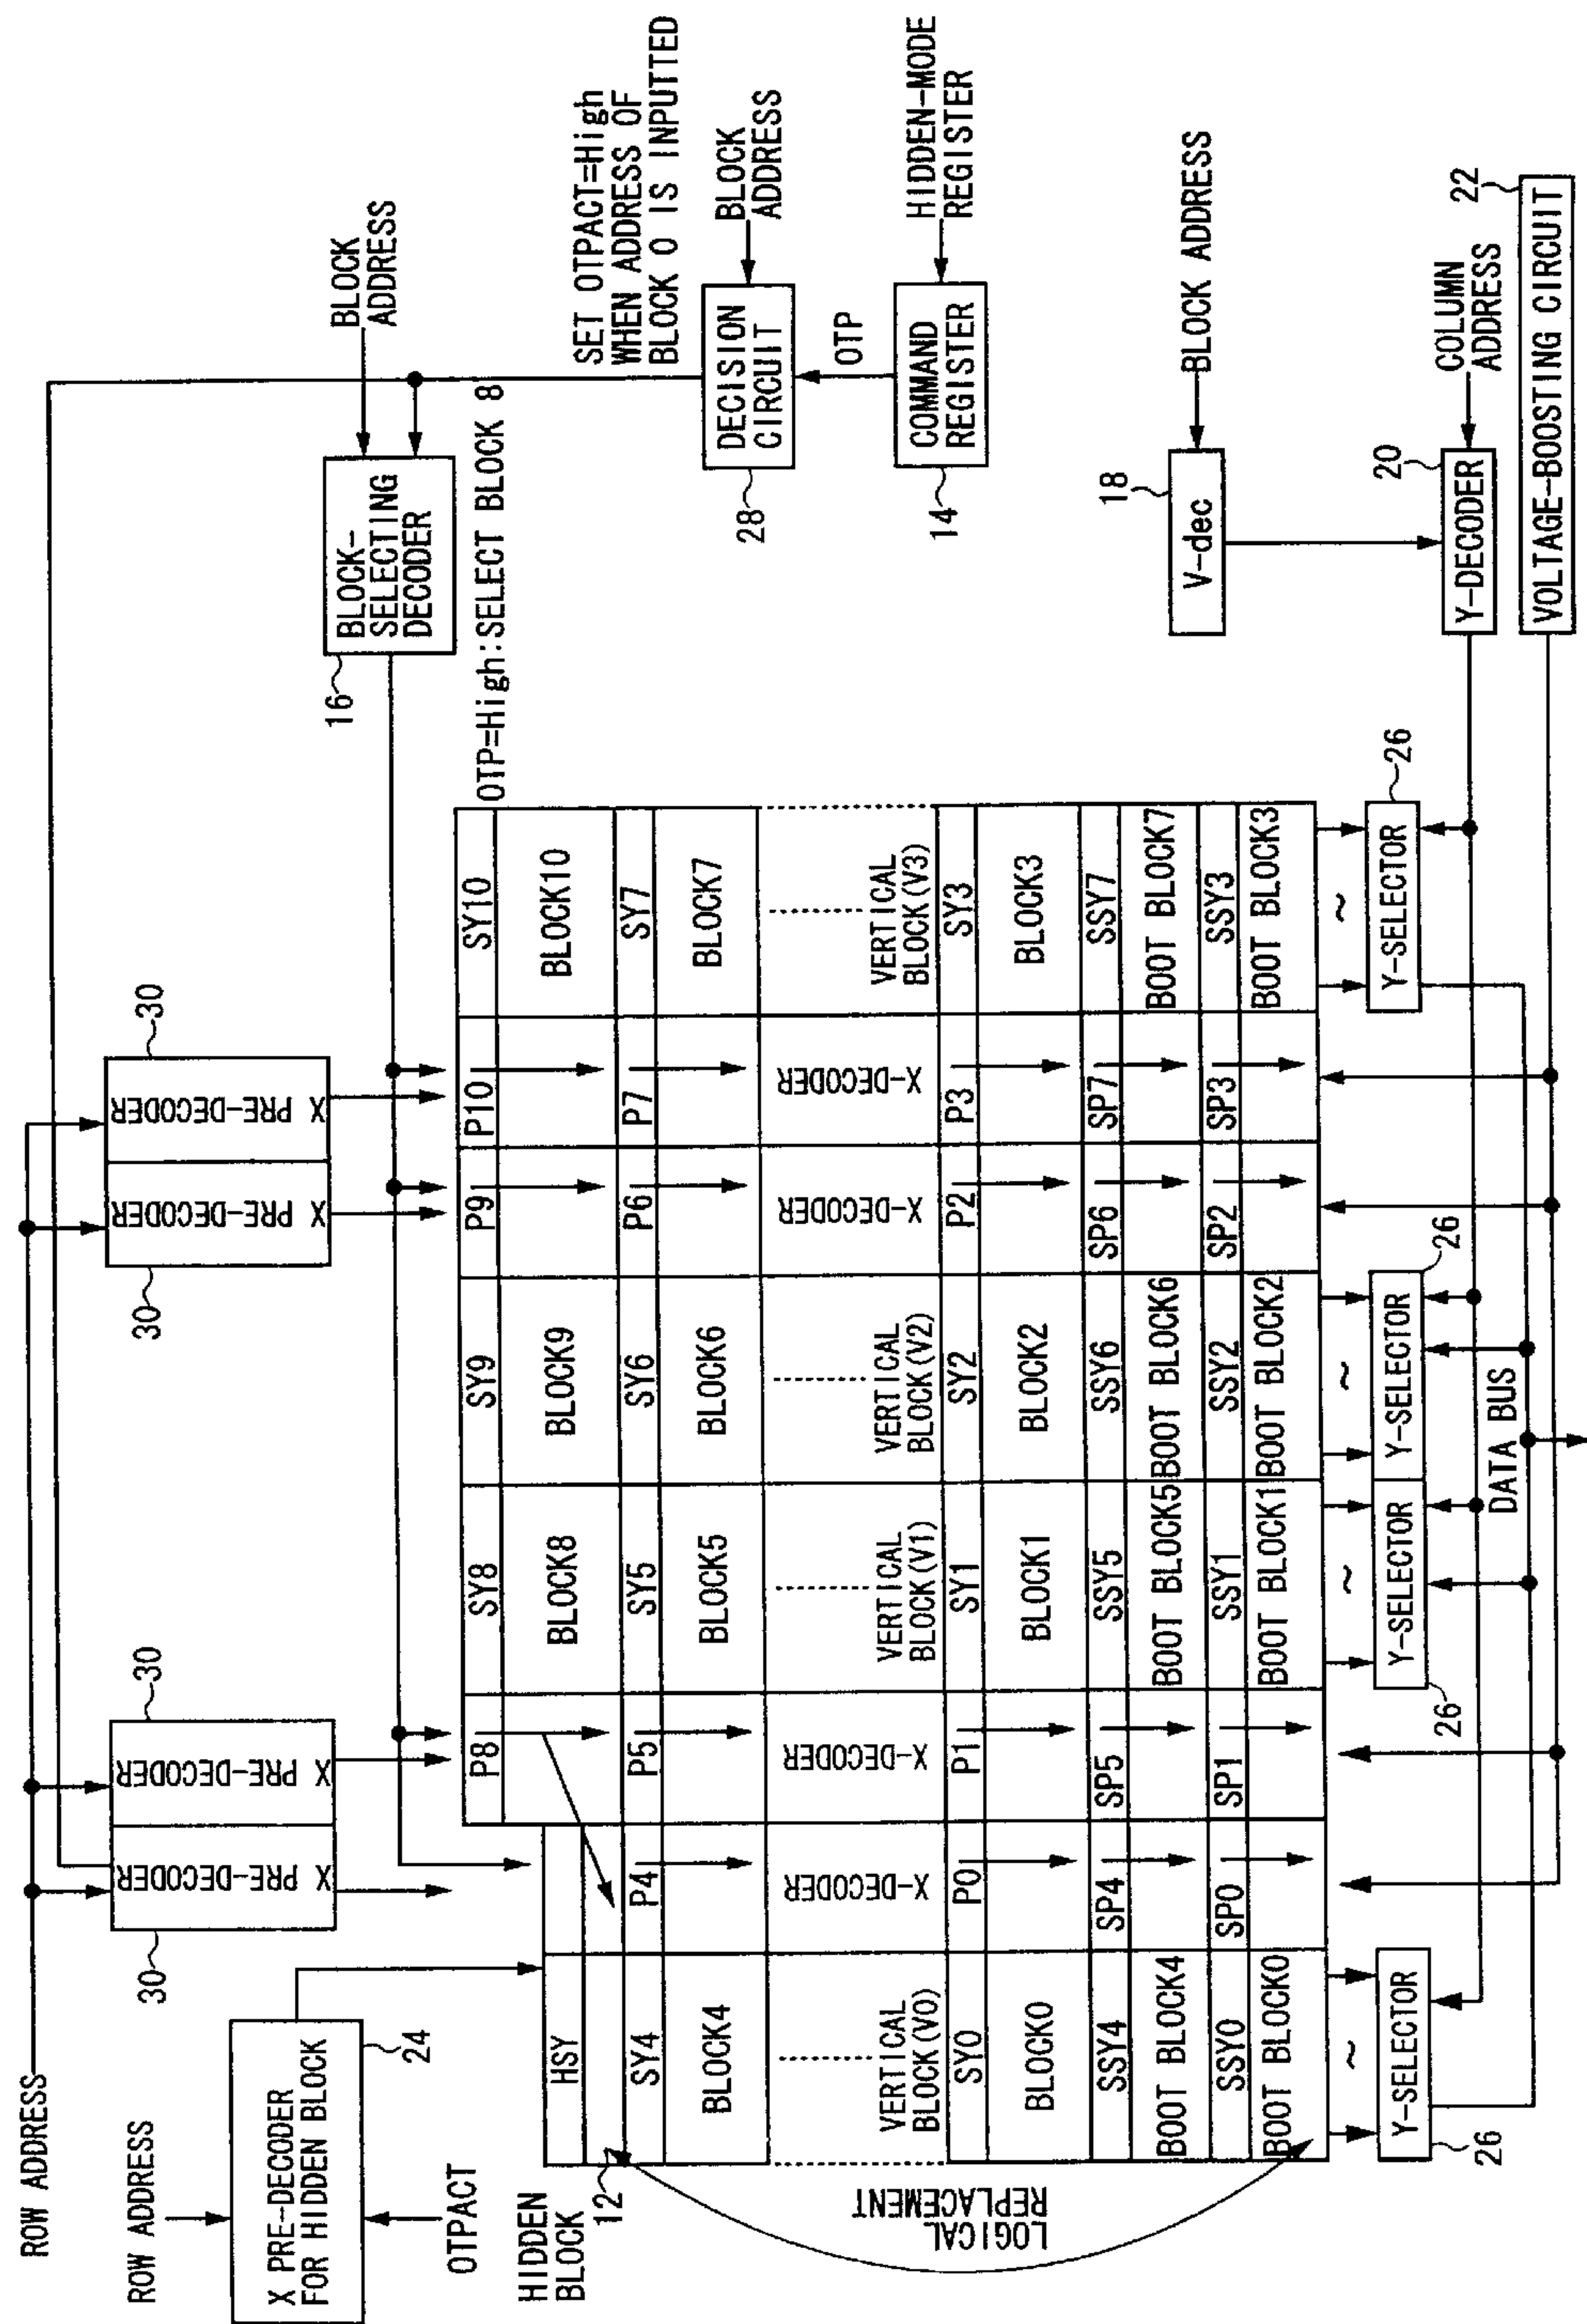 ROW ADDRESS
ROW ADDRESS
X PRE-DECODER
FOR HIDDEN BLOCK
24
OTPACT
30
X PRE-DECODER
X PRE-DECODER
30
30
X PRE-DECODER
X PRE-DECODER
30
BLOCK
ADDRESS
BLOCK-
SELECTING
DECODER
16
OTP=High:SELECT BLOCK 8
SET OTPACT=High
WHEN ADDRESS OF
BLOCK 0 IS INPUTTED
BLOCK
ADDRESS
DECISION
CIRCUIT
28
OTP
HIDDEN-MODE
REGISTER
COMMAND
REGISTER
14
BLOCK ADDRESS
V-dec
18
COLUMN
ADDRESS
Y-DECODER
20
VOLTAGE-BOOSTING CIRCUIT
22
HIDDEN
BLOCK
12
LOGICAL
REPLACEMENT
HSY
P8
SY8
SY9
P9
P10
SY10
BLOCK8
BLOCK9
BLOCK10
SY4
P4
P5
SY5
SY6
P6
P7
SY7
BLOCK4
BLOCK5
BLOCK6
BLOCK7
VERTICAL
BLOCK(V0)
X-DECODER
X-DECODER
VERTICAL
BLOCK(V1)
VERTICAL
BLOCK(V2)
X-DECODER
X-DECODER
VERTICAL
BLOCK(V3)
SY0
P0
P1
SY1
SY2
P2
P3
SY3
BLOCK0
BLOCK1
BLOCK2
BLOCK3
SSY4
SP4
SP5
SSY5
SSY6
SP6
SP7
SSY7
BOOT BLOCK4
BOOT BLOCK5
BOOT BLOCK6
BOOT BLOCK7
SSY0
SP0
SP1
SSY1
SSY2
SP2
SP3
SSY3
BOOT BLOCK0
BOOT BLOCK1
BOOT BLOCK2
BOOT BLOCK3
~
~
~
~
Y-SELECTOR
26
Y-SELECTOR
26
Y-SELECTOR
26
Y-SELECTOR
26
DATA BUS